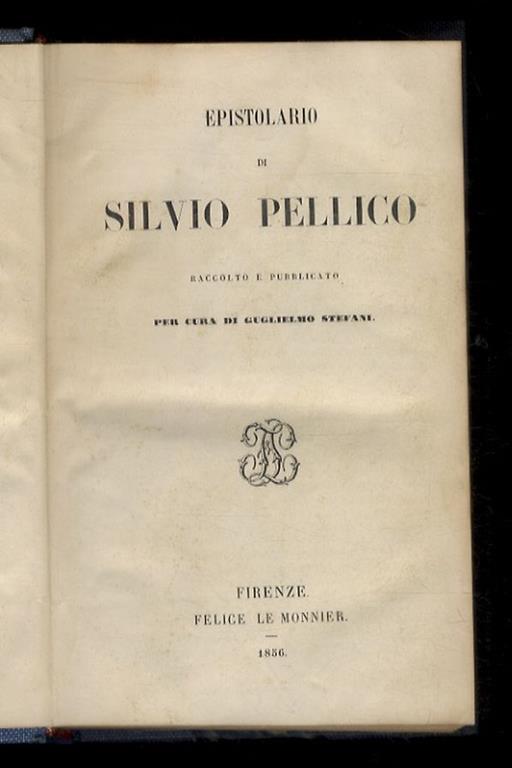 EPISTOLARIO
DI
SILVIO PELLICO
RACCOLTO E PUBBLICATO
PER CURA DI GUGLIELMO STEFANI.
FIRENZE.
FELICE LE MONNIER.
1856.